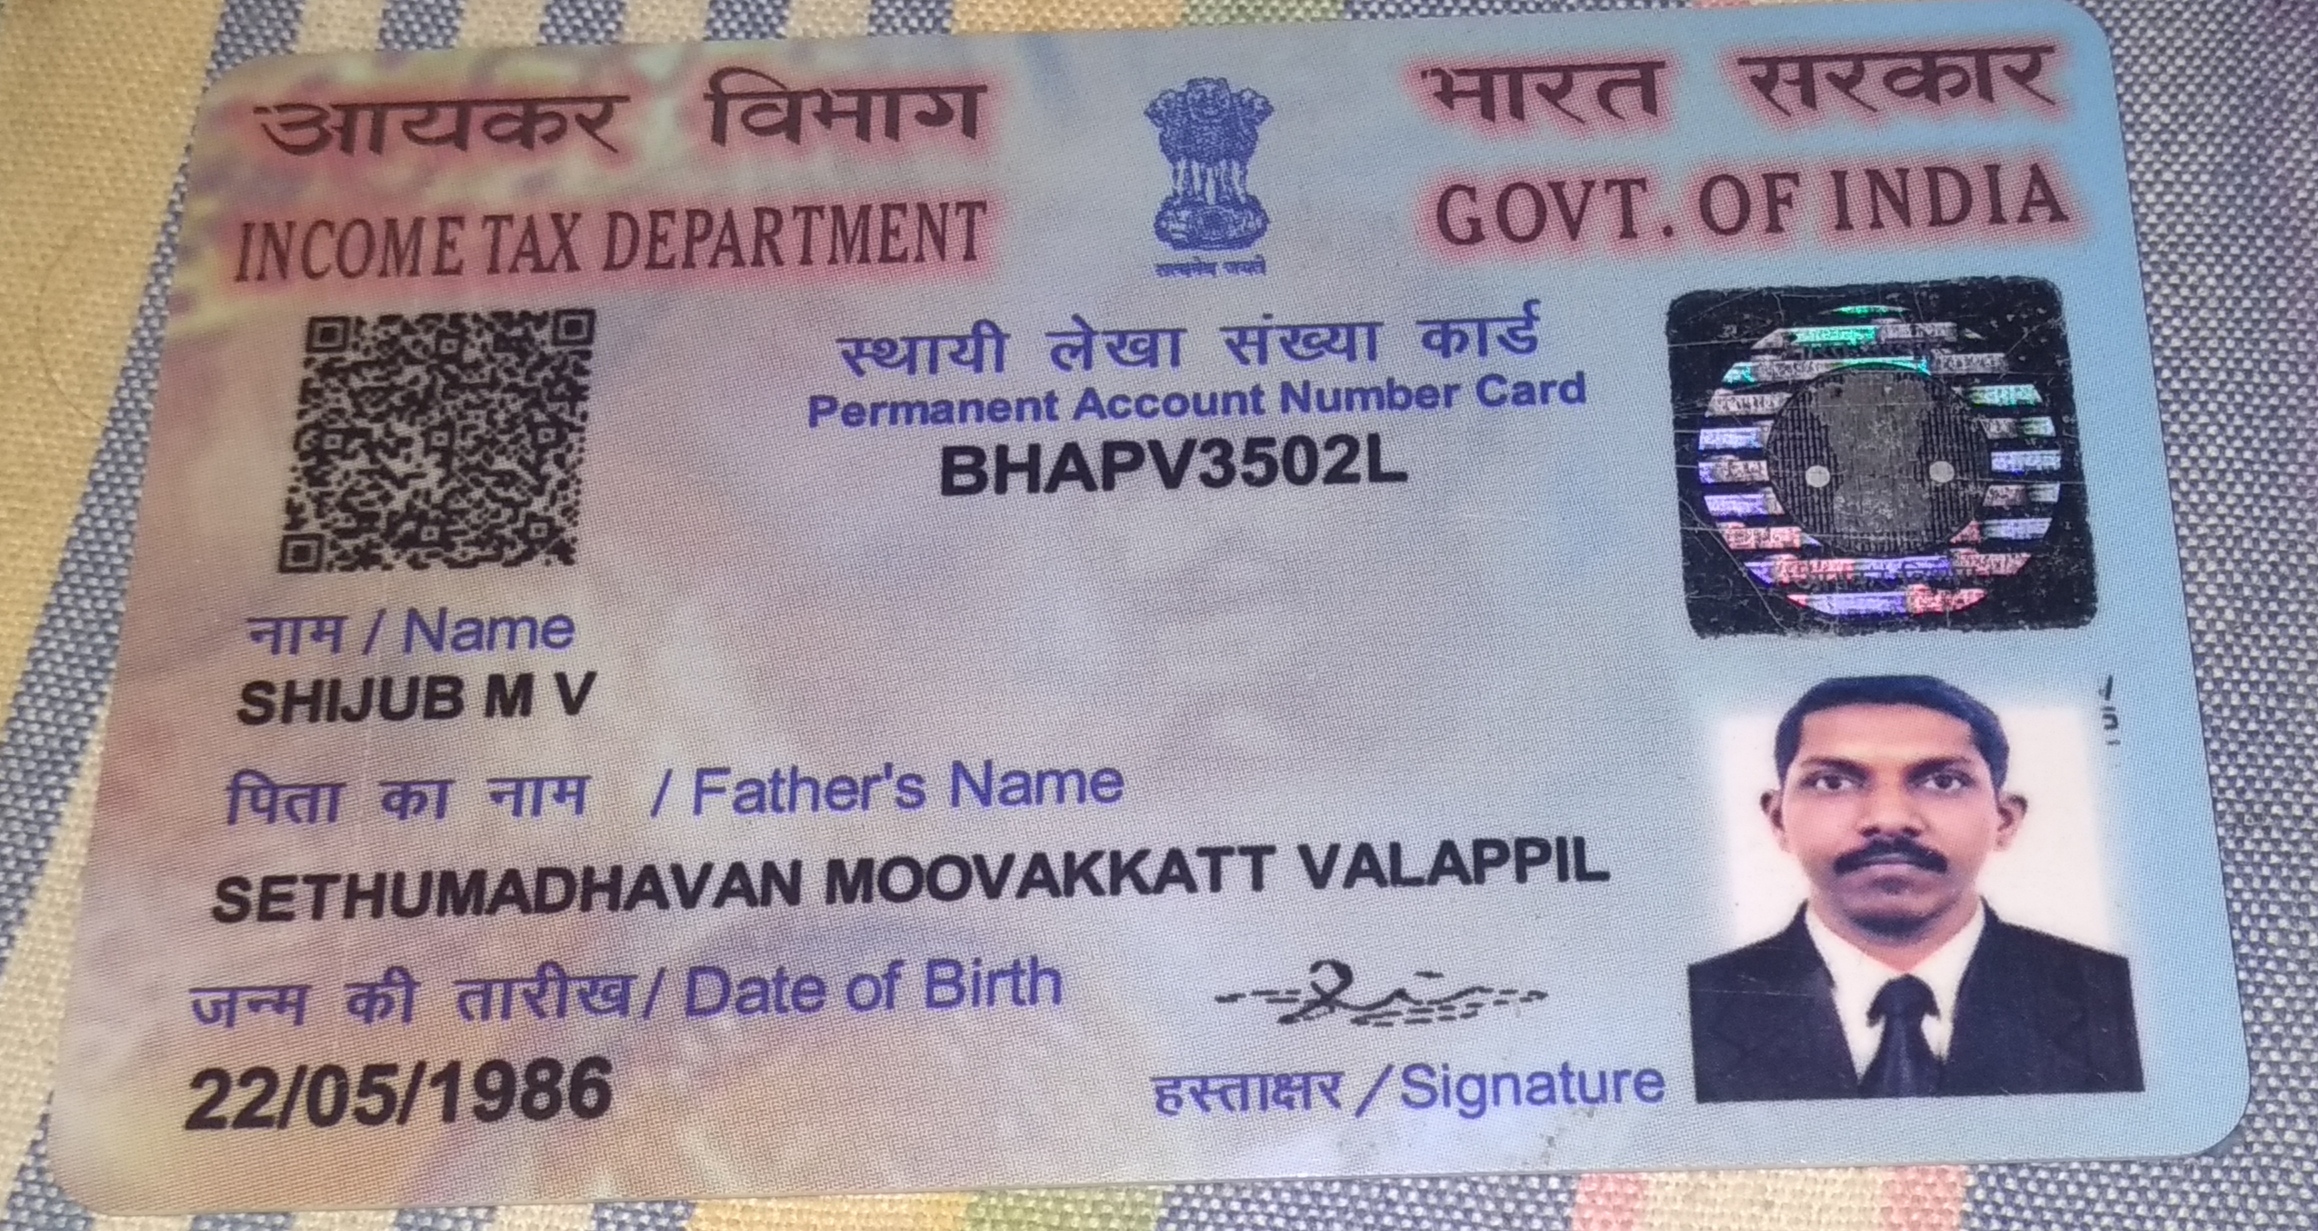 आयकर विभाग
INCOME TAX DEPARTMENT
सत्यमेव जयते
भारत सरकार
GOVT. OF INDIA
स्थायी लेखा संख्या कार्ड
Permanent Account Number Card
BHAPV3502L
नाम / Name
SHIJUB M V
पिता का नाम / Father's Name
SETHUMADHAVAN MOOVAKKATT VALAPPIL
जन्म की तारीख / Date of Birth
22/05/1986
हस्ताक्षर / Signature